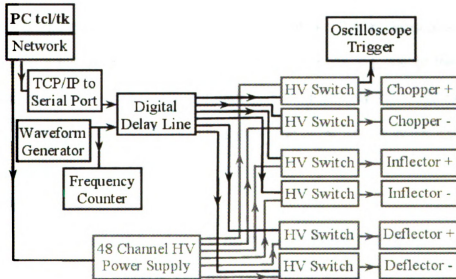 PC tcl/tk
Network
TCP/IP to
Serial Port
Waveform
Generator
Frequency
Counter
Digital
Delay Line
48 Channel HV
Power Supply
Oscilloscope
Trigger
HV Switch
Chopper +
HV Switch
Chopper -
HV Switch
Inflector +
HV Switch
Inflector -
HV Switch
Deflector +
HV Switch
Deflector -